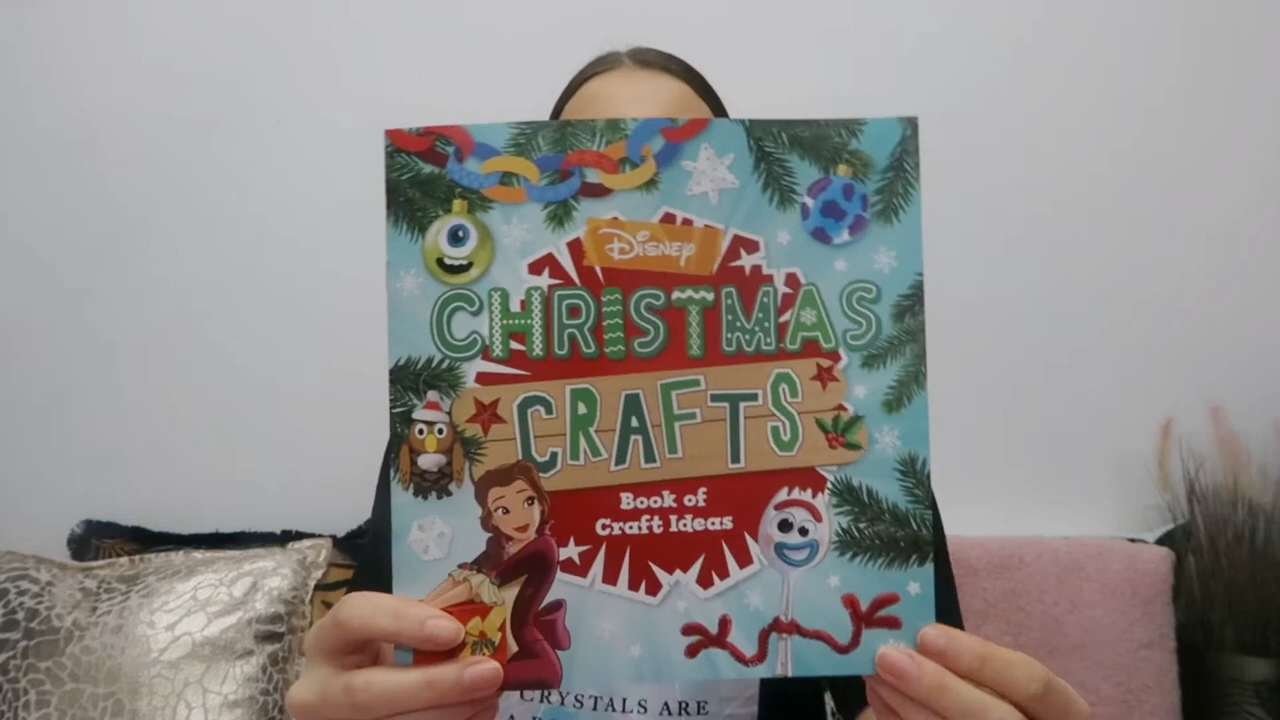 Disney
CHRISTMAS
CRAFTS
Book of
Craft Ideas
CRYSTALS ARE